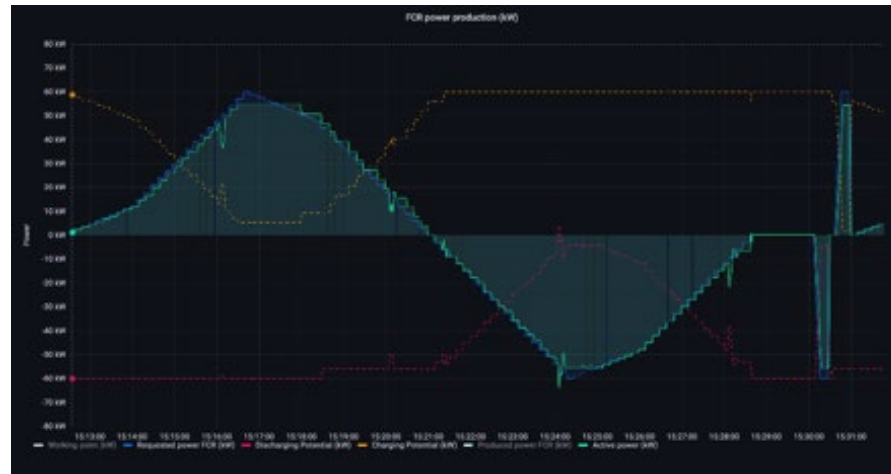 FCR power production (kW)
80 kW
70 kW
60 kW
50 kW
40 kW
30 kW
20 kW
10 kW
0 kW
-10 kW
-20 kW
-30 kW
-40 kW
-50 kW
-60 kW
-70 kW
-80 kW
Power
15:13:00 15:14:00 15:15:00 15:16:00 15:17:00 15:18:00 15:19:00 15:20:00 15:21:00 15:22:00 15:23:00 15:24:00 15:25:00 15:26:00 15:27:00 15:28:00 15:29:00 15:30:00 15:31:00
Working point (kW) Requested power FCR (kW) Discharging Potential (kW) Charging Potential (kW) Produced power FCR (kW) Active power (kW)